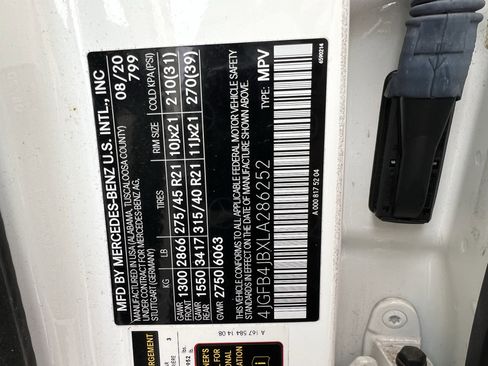 MFD BY MERCEDES-BENZ U.S. INTL., INC
MANUFACTURED IN USA (ALABAMA, TUSCALOOSA COUNTY)
FABRICATED UNDER LICENSE OF MERCEDES-BENZ AG,
STUTTGART (GERMANY)
08/20
799
TIRES RIM SIZE COLD KPA (PSI)
GAWR KG LB
FRONT 1300 2866 275/45 R21 10Jx21 210(31)
REAR 1550 3417 315/40 R21 11Jx21 270(39)
GVWR 2750 6063
THIS VEHICLE CONFORMS TO ALL APPLICABLE FEDERAL MOTOR VEHICLE SAFETY
STANDARDS IN EFFECT ON THE DATE OF MANUFACTURE SHOWN ABOVE.
4JGFB4JBXLA286252 TYPE: MPV
6590214
A 000 817 52 04
A 167 584 14 08